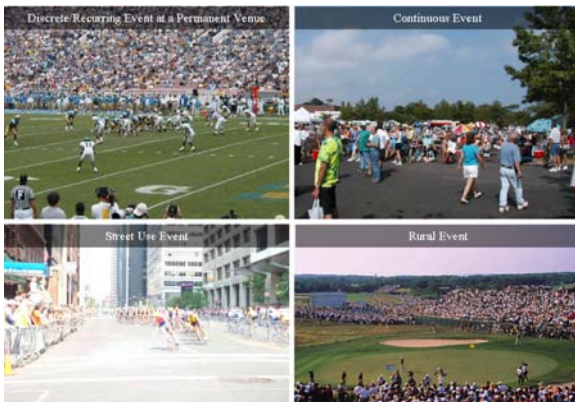 Discrete/Recurring Event at a Permanent Venue
Continuous Event
Street Use Event
Rural Event